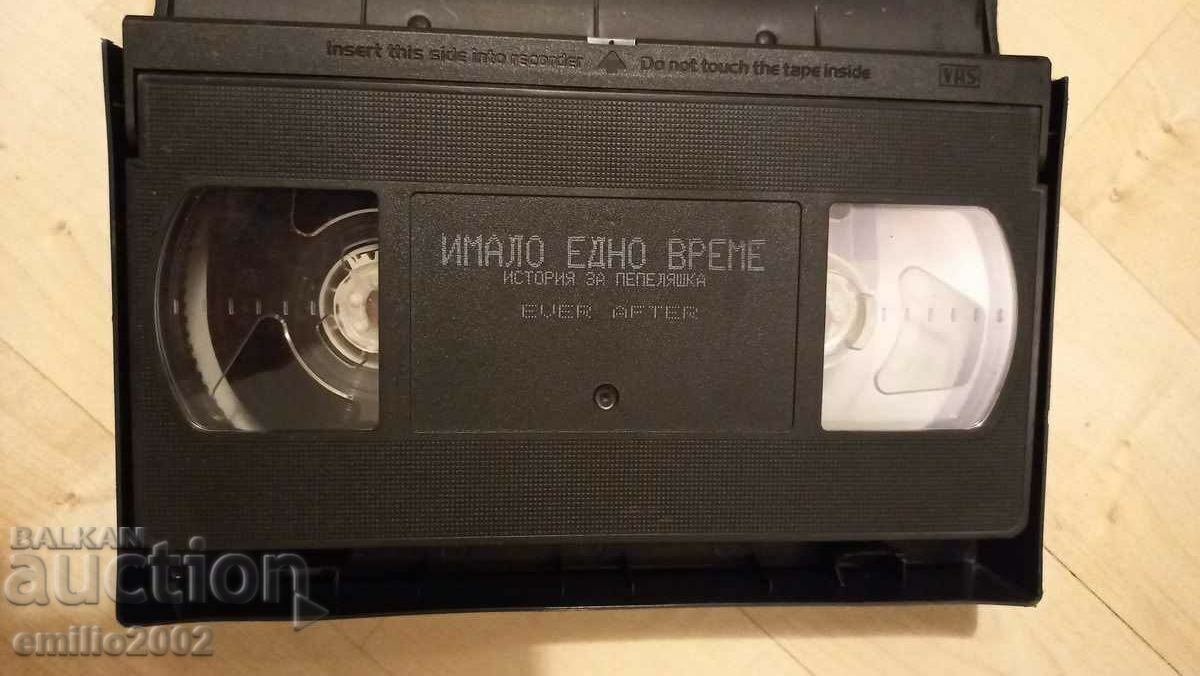 Insert this side into recorder Do not touch the tape inside VHS
ИМАЛО ЕДНО ВРЕМЕ
ИСТОРИЯ ЗА ПЕПЕЛЯШКА
EVER AFTER
BALKAN
auction
emilio2002